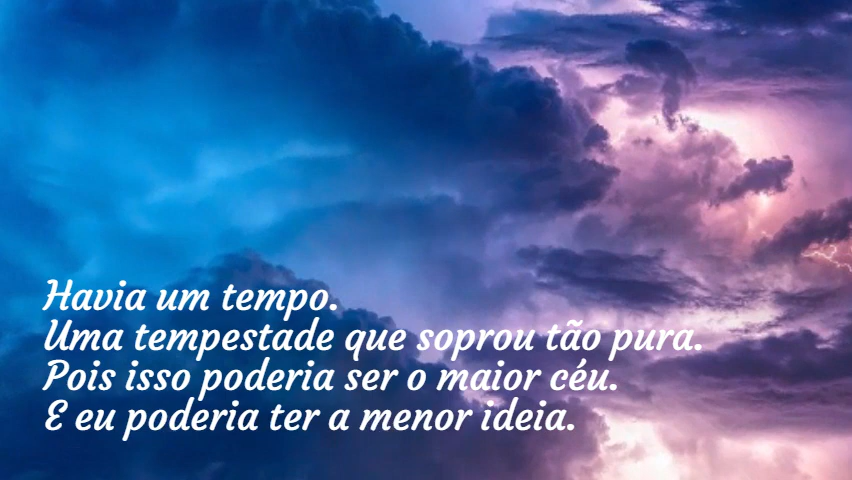 Havia um tempo.
Uma tempestade que soprou tão pura.
Pois isso poderia ser o maior céu.
E eu poderia ter a menor ideia.